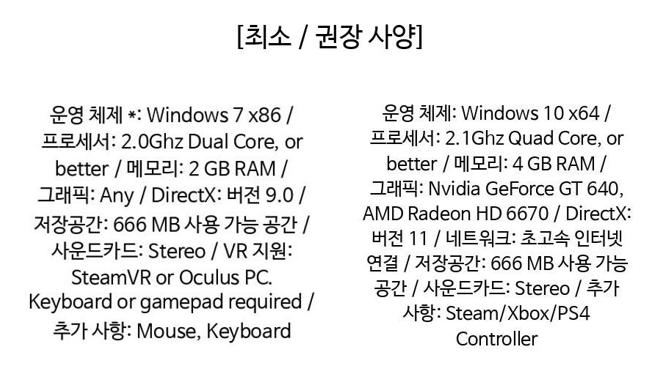 [최소 / 권장 사양]
운영 체제 *: Windows 7 x86 /
프로세서: 2.0Ghz Dual Core, or
better / 메모리: 2 GB RAM /
그래픽: Any / DirectX: 버전 9.0 /
저장공간: 666 MB 사용 가능 공간 /
사운드카드: Stereo / VR 지원:
SteamVR or Oculus PC.
Keyboard or gamepad required /
추가 사항: Mouse, Keyboard
운영 체제: Windows 10 x64 /
프로세서: 2.1Ghz Quad Core, or
better / 메모리: 4 GB RAM /
그래픽: Nvidia GeForce GT 640,
AMD Radeon HD 6670 / DirectX:
버전 11 / 네트워크: 초고속 인터넷
연결 / 저장공간: 666 MB 사용 가능
공간 / 사운드카드: Stereo / 추가
사항: Steam/Xbox/PS4
Controller